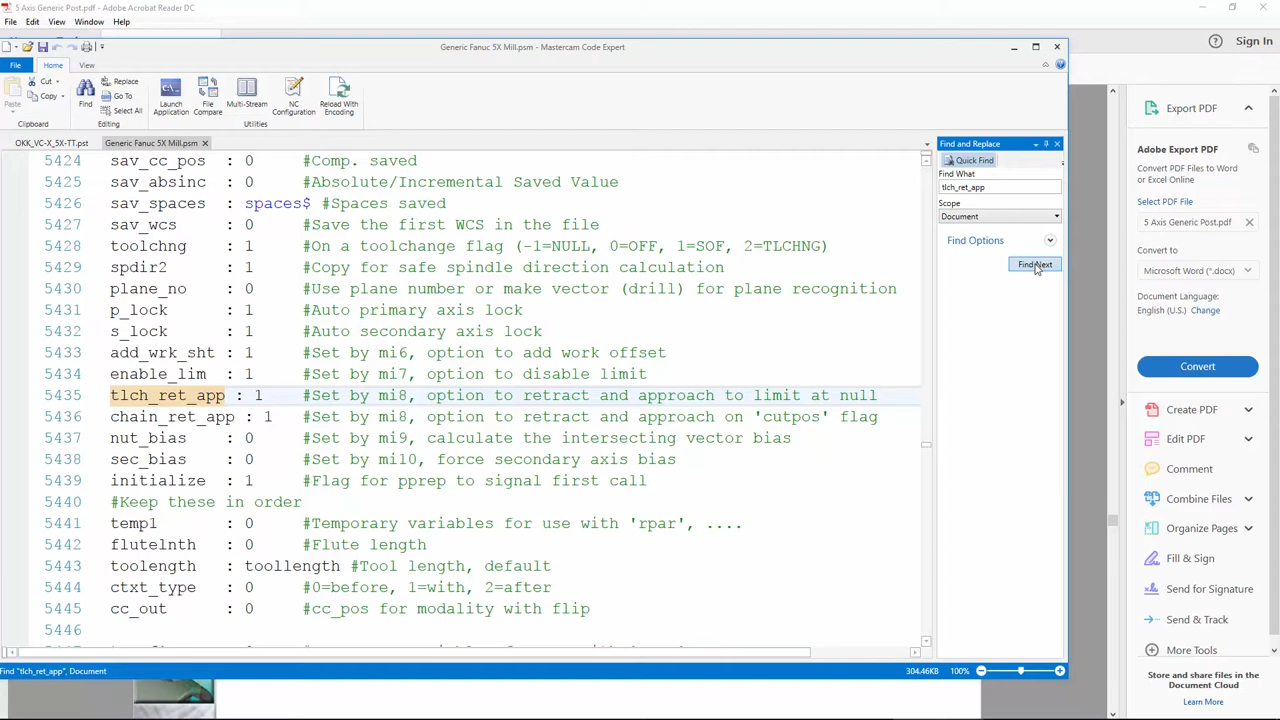 5 Axis Generic Post.pdf - Adobe Acrobat Reader DC
File Edit View Window Help
Sign In
Generic Fanuc 5X Mill.psm - Mastercam Code Expert
File Home View
Paste
Cut
Copy
Clipboard
Find
Replace
Go To
Select All
Editing
Launch Application
File Compare
Multi-Stream
NC Configuration
Reload With Encoding
Utilities
OKK_VC-X_5X-TT.pst
Generic Fanuc 5X Mill.psm
5424 sav_cc_pos : 0 #Comp. saved
5425 sav_absinc : 0 #Absolute/Incremental Saved Value
5426 sav_spaces : spaces$ #Spaces saved
5427 sav_wcs : 0 #Save the first WCS in the file
5428 toolchng : 1 #On a toolchange flag (-1=NULL, 0=OFF, 1=SOF, 2=TLCHNG)
5429 spdir2 : 1 #Copy for safe spindle direction calculation
5430 plane_no : 0 #Use plane number or make vector (drill) for plane recognition
5431 p_lock : 1 #Auto primary axis lock
5432 s_lock : 1 #Auto secondary axis lock
5433 add_wrk_sht : 1 #Set by mi6, option to add work offset
5434 enable_lim : 1 #Set by mi7, option to disable limit
5435 tlch_ret_app : 1 #Set by mi8, option to retract and approach to limit at null
5436 chain_ret_app : 1 #Set by mi8, option to retract and approach on 'cutpos' flag
5437 nut_bias : 0 #Set by mi9, calculate the intersecting vector bias
5438 sec_bias : 0 #Set by mi10, force secondary axis bias
5439 initialize : 1 #Flag for pprep to signal first call
5440 #Keep these in order
5441 temp1 : 0 #Temporary variables for use with 'rpar', ....
5442 flutelnth : 0 #Flute length
5443 toolength : toollength #Tool length, default
5444 ctxt_type : 0 #0=before, 1=with, 2=after
5445 cc_out : 0 #cc_pos for modality with flip
5446
Find "tlch_ret_app", Document
304.46KB 100%
Find and Replace
Quick Find
Find What
tlch_ret_app
Scope
Document
Find Options
Find Next
Export PDF
Adobe Export PDF
Convert PDF Files to Word
or Excel Online
Select PDF File
5 Axis Generic Post.pdf
Convert to
Microsoft Word (*.docx)
Document Language:
English (U.S.) Change
Convert
Create PDF
Edit PDF
Comment
Combine Files
Organize Pages
Fill & Sign
Send for Signature
Send & Track
More Tools
Store and share files in the
Document Cloud
Learn More